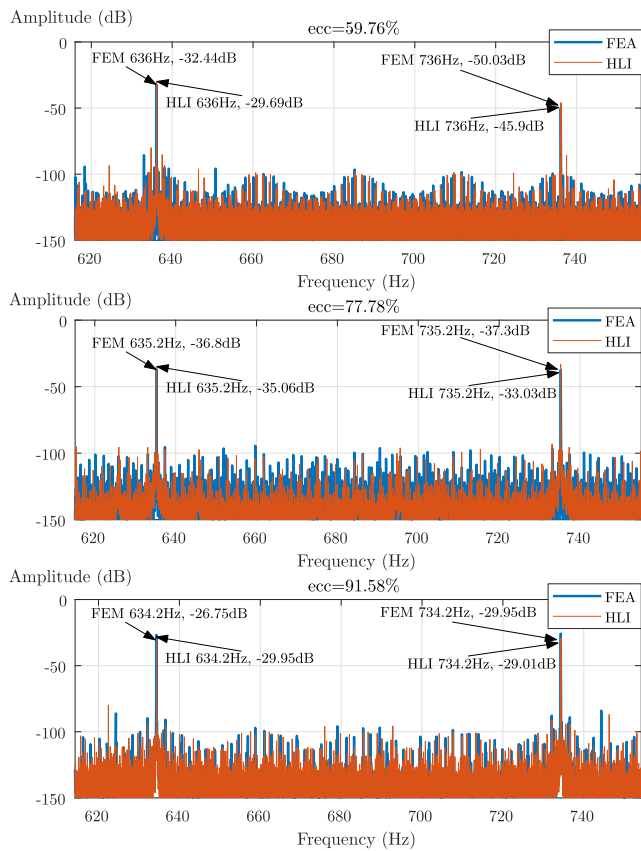 Amplitude (dB)
ecc=59.76%
0
-50
-100
-150
FEM 636Hz, -32.44dB
HLI 636Hz, -29.69dB
FEM 736Hz, -50.03dB
HLI 736Hz, -45.9dB
FEA
HLI
620 640 660 680 700 720 740
Frequency (Hz)
Amplitude (dB)
ecc=77.78%
0
-50
-100
-150
FEM 635.2Hz, -36.8dB
HLI 635.2Hz, -35.06dB
FEM 735.2Hz, -37.3dB
HLI 735.2Hz, -33.03dB
FEA
HLI
620 640 660 680 700 720 740
Frequency (Hz)
Amplitude (dB)
ecc=91.58%
0
-50
-100
-150
FEM 634.2Hz, -26.75dB
HLI 634.2Hz, -29.95dB
FEM 734.2Hz, -29.95dB
HLI 734.2Hz, -29.01dB
FEA
HLI
620 640 660 680 700 720 740
Frequency (Hz)